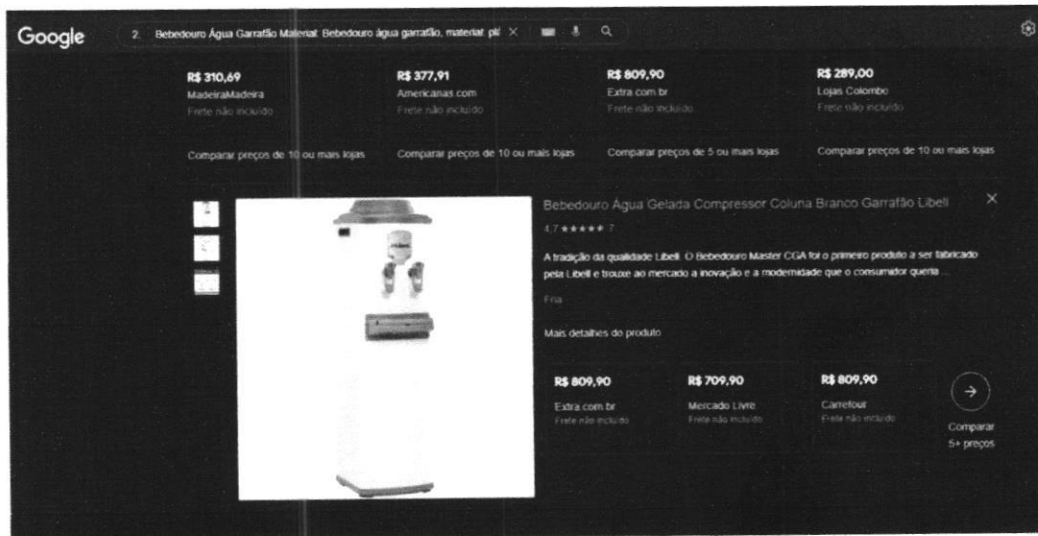 Google
2. Bebedouro Água Garrafão Material: Bebedouro água garrafão, material: plá
R$ 310,69
MadeiraMadeira
Frete não incluído
Comparar preços de 10 ou mais lojas
R$ 377,91
Americanas.com
Frete não incluído
Comparar preços de 10 ou mais lojas
R$ 809,90
Extra.com.br
Frete não incluído
Comparar preços de 5 ou mais lojas
R$ 289,00
Lojas Colombo
Frete não incluído
Comparar preços de 10 ou mais lojas
Bebedouro Água Gelada Compressor Coluna Branco Garrafão Libell
4,7 ★★★★★ 7
A tradição da qualidade Libell. O Bebedouro Master CGA foi o primeiro produto a ser fabricado
pela Libell e trouxe ao mercado a inovação e a modernidade que o consumidor queria ...
Fria
Mais detalhes do produto
R$ 809,90
Extra.com.br
Frete não incluído
R$ 709,90
Mercado Livre
Frete não incluído
R$ 809,90
Carrefour
Frete não incluído
Comparar
5+ preços